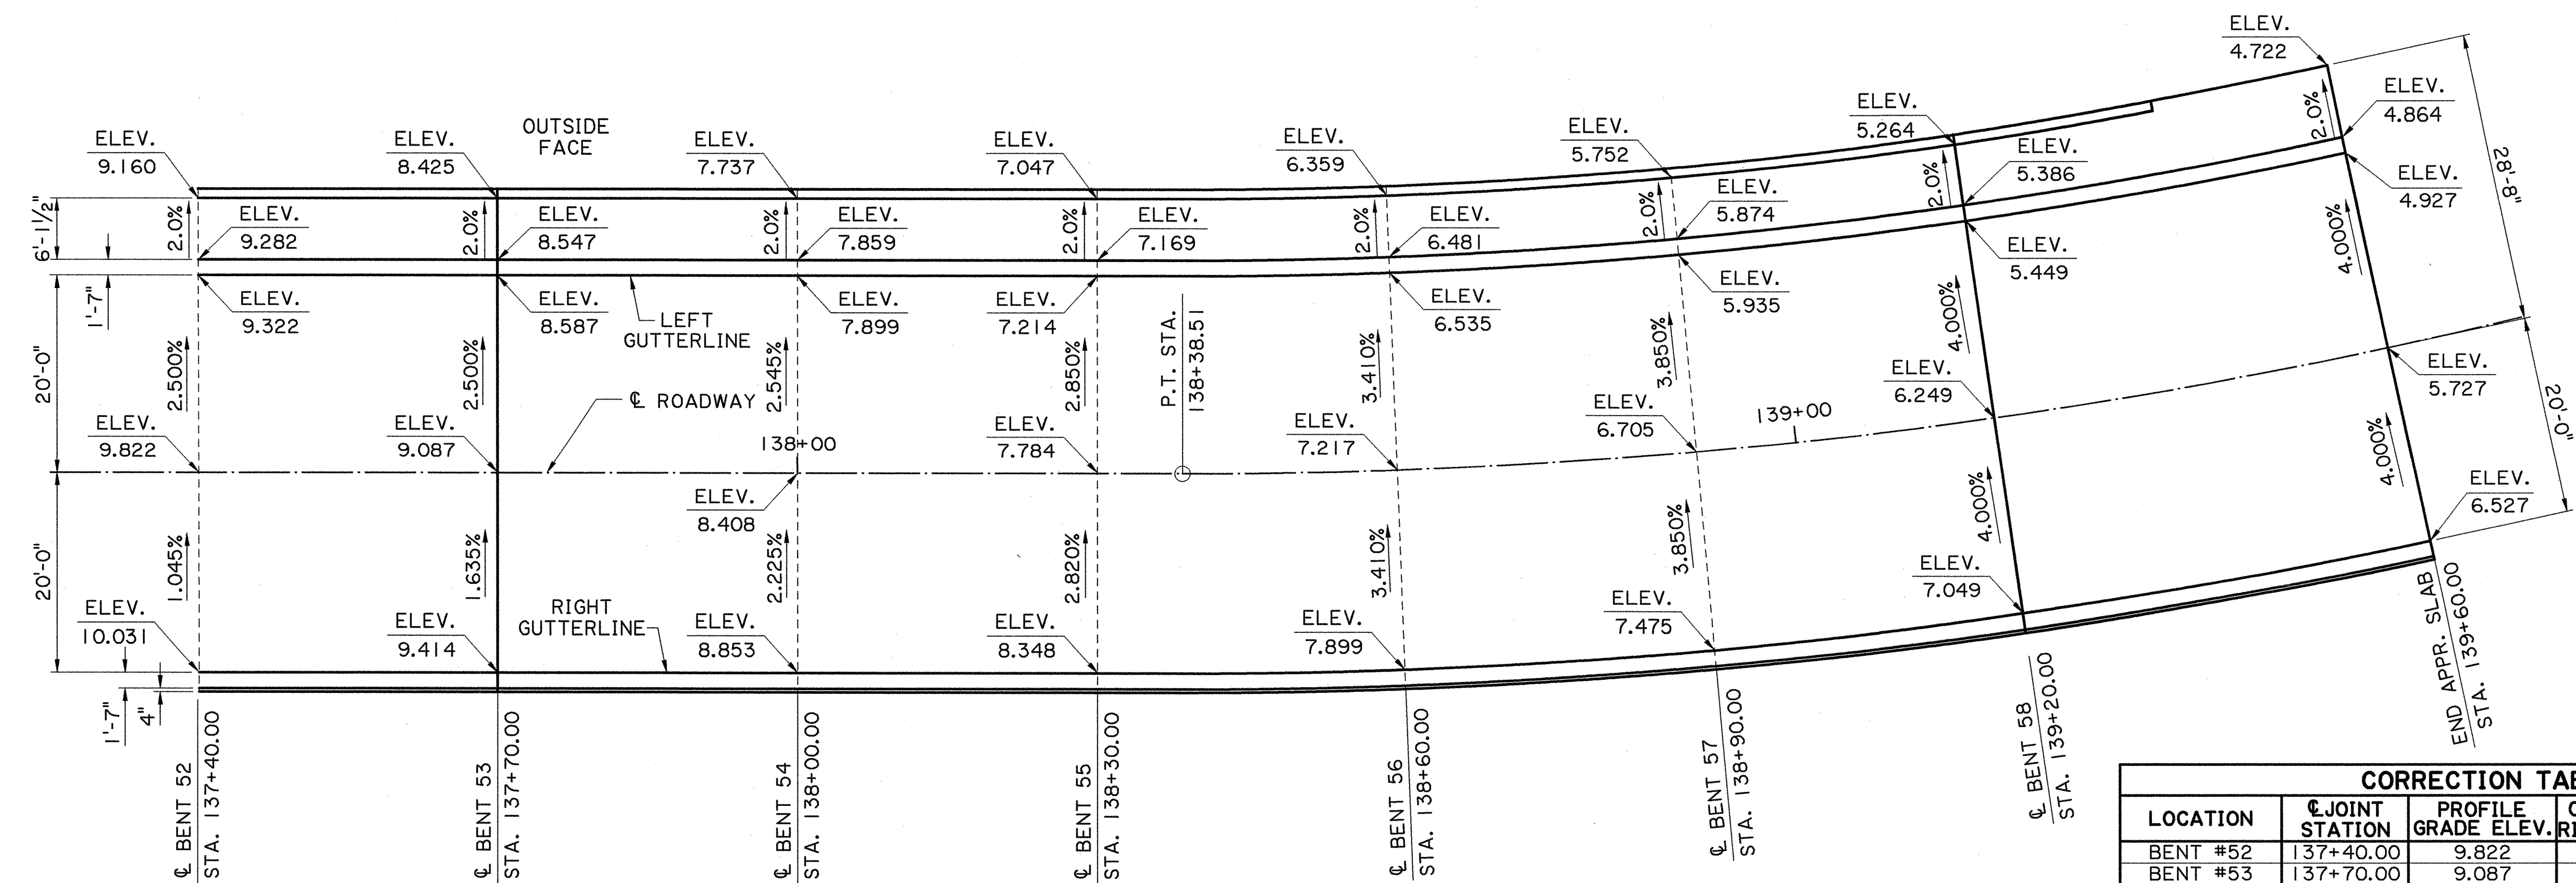 ELEV.
4.722
ELEV.
4.864
ELEV.
4.927
2.0%
28'-8"
4.000%
ELEV.
5.727
20'-0"
4.000%
ELEV.
6.527
ELEV.
9.160
ELEV.
8.425
OUTSIDE
FACE
ELEV.
7.737
ELEV.
7.047
ELEV.
6.359
ELEV.
5.752
ELEV.
5.264
6'-1½"
2.0%
2.0%
2.0%
2.0%
2.0%
2.0%
2.0%
ELEV.
9.282
ELEV.
8.547
ELEV.
7.859
ELEV.
7.169
ELEV.
6.481
ELEV.
5.874
ELEV.
5.386
1'-7"
ELEV.
9.322
ELEV.
8.587
LEFT
GUTTERLINE
ELEV.
7.899
ELEV.
7.214
P.T. STA.
138+38.51
ELEV.
6.535
ELEV.
5.935
ELEV.
5.449
20'-0"
2.500%
2.500%
2.545%
2.850%
3.410%
3.850%
4.000%
ELEV.
9.822
ELEV.
9.087
℄ ROADWAY
138+00
ELEV.
8.408
ELEV.
7.784
ELEV.
7.217
ELEV.
6.705
139+00
ELEV.
6.249
20'-0"
1.045%
1.635%
2.225%
2.820%
3.410%
3.850%
4.000%
ELEV.
10.031
ELEV.
9.414
RIGHT
GUTTERLINE
ELEV.
8.853
ELEV.
8.348
ELEV.
7.899
ELEV.
7.475
ELEV.
7.049
1'-7"
4"
℄ BENT 52
STA. 137+40.00
℄ BENT 53
STA. 137+70.00
℄ BENT 54
STA. 138+00.00
℄ BENT 55
STA. 138+30.00
℄ BENT 56
STA. 138+60.00
℄ BENT 57
STA. 138+90.00
℄ BENT 58
STA. 139+20.00
END APPR. SLAB
STA. 139+60.00
CORRECTION
LOCATION
℄ JOINT
STATION
PROFILE
GRADE ELEV.
BENT #52 137+40.00 9.822
BENT #53 137+70.00 9.087